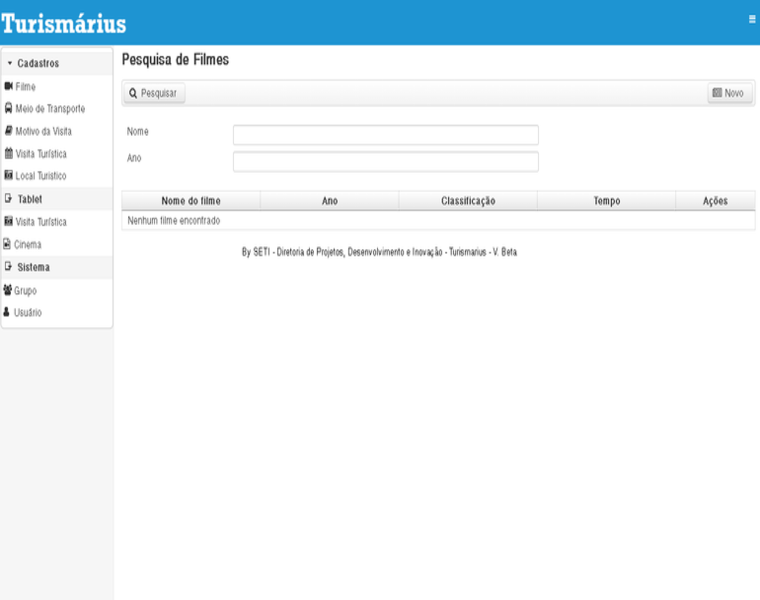 Turismárius
Cadastros
Filme
Meio de Transporte
Motivo da Visita
Visita Turística
Local Turistico
Tablet
Visita Turística
Cinema
Sistema
Grupo
Usuário
Pesquisa de Filmes
Pesquisar
Novo
Nome
Ano
Nome do filme Ano Classificação Tempo Ações
Nenhum filme encontrado
By SETI - Diretoria de Projetos, Desenvolvimento e Inovação - Turismarius - V. Beta